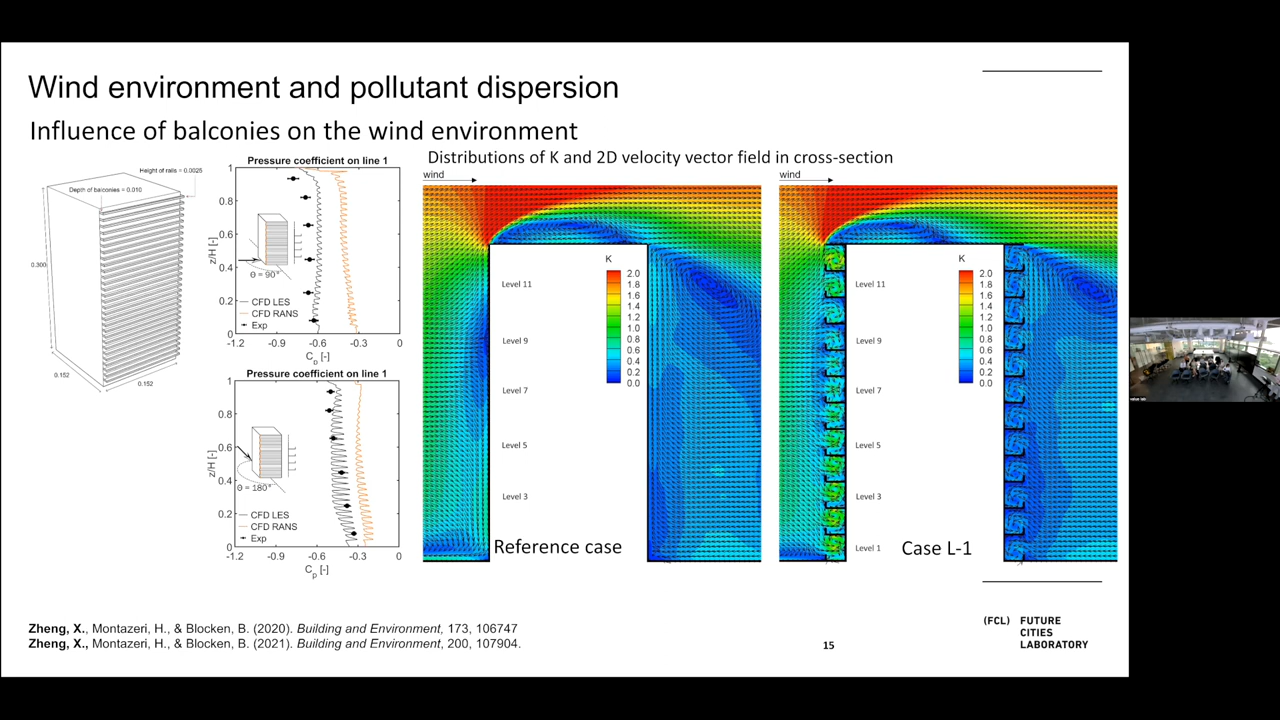 Wind environment and pollutant dispersion
Influence of balconies on the wind environment
Height of rails = 0.0025
Depth of balconies = 0.010
0.300
0.152
0.152
Pressure coefficient on line 1
1
0.8
0.6
0.4
0.2
0
z/H [-]
Θ = 90°
CFD LES
CFD RANS
Exp
-1.2 -0.9 -0.6 -0.3 0
Cp [-]
Pressure coefficient on line 1
1
0.8
0.6
0.4
0.2
0
z/H [-]
Θ = 180°
CFD LES
CFD RANS
Exp
-1.2 -0.9 -0.6 -0.3 0
Cp [-]
Distributions of K and 2D velocity vector field in cross-section
wind
K
2.0
1.8
1.6
1.4
1.2
1.0
0.8
0.6
0.4
0.2
0.0
Level 11
Level 9
Level 7
Level 5
Level 3
Reference case
wind
K
2.0
1.8
1.6
1.4
1.2
1.0
0.8
0.6
0.4
0.2
0.0
Level 11
Level 9
Level 7
Level 5
Level 3
Level 1
Case L-1
Zheng, X., Montazeri, H., & Blocken, B. (2020). Building and Environment, 173, 106747
Zheng, X., Montazeri, H., & Blocken, B. (2021). Building and Environment, 200, 107904.
15
(FCL) FUTURE
CITIES
LABORATORY